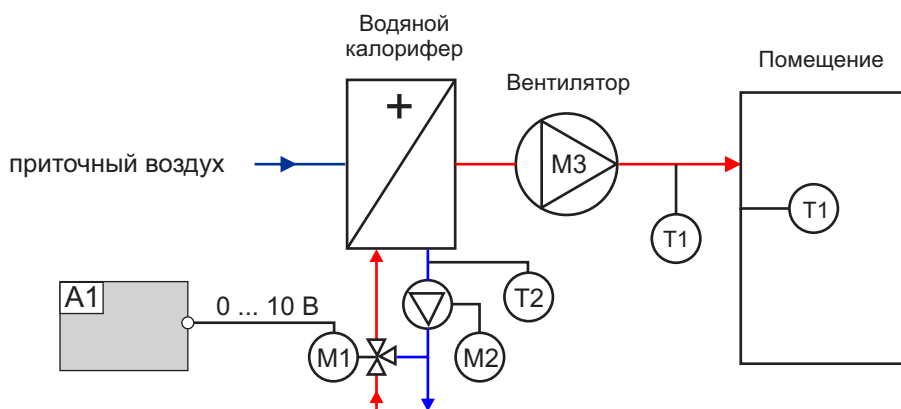 Водяной
калорифер
Вентилятор
Помещение
+
приточный воздух
M3
T1
T1
A1
0 ... 10 В
T2
M1
M2